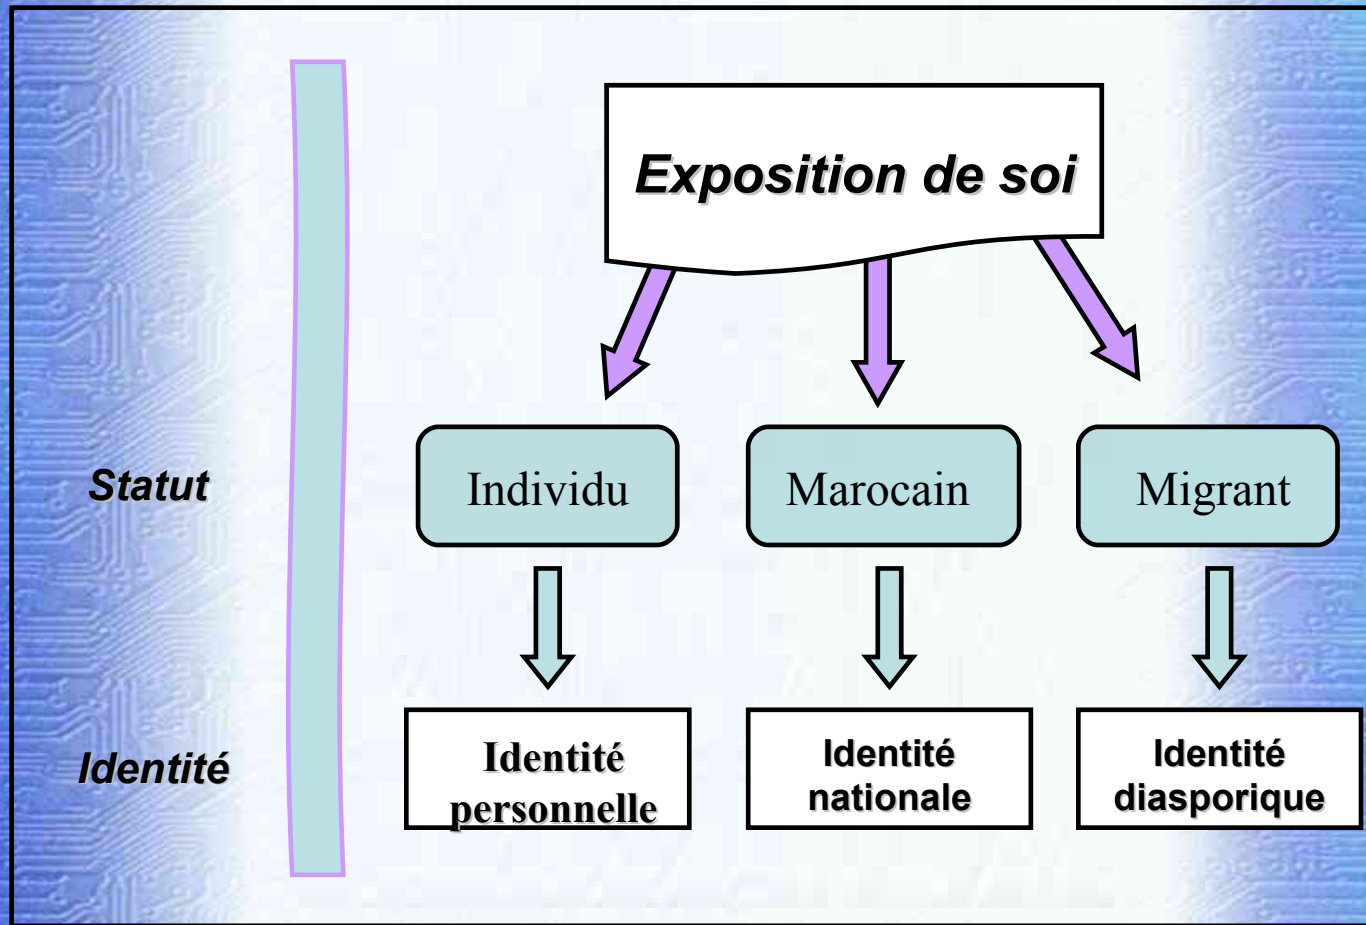 Exposition de soi
Statut
Individu
Marocain
Migrant
Identité
Identité
personnelle
Identité
nationale
Identité
diasporique